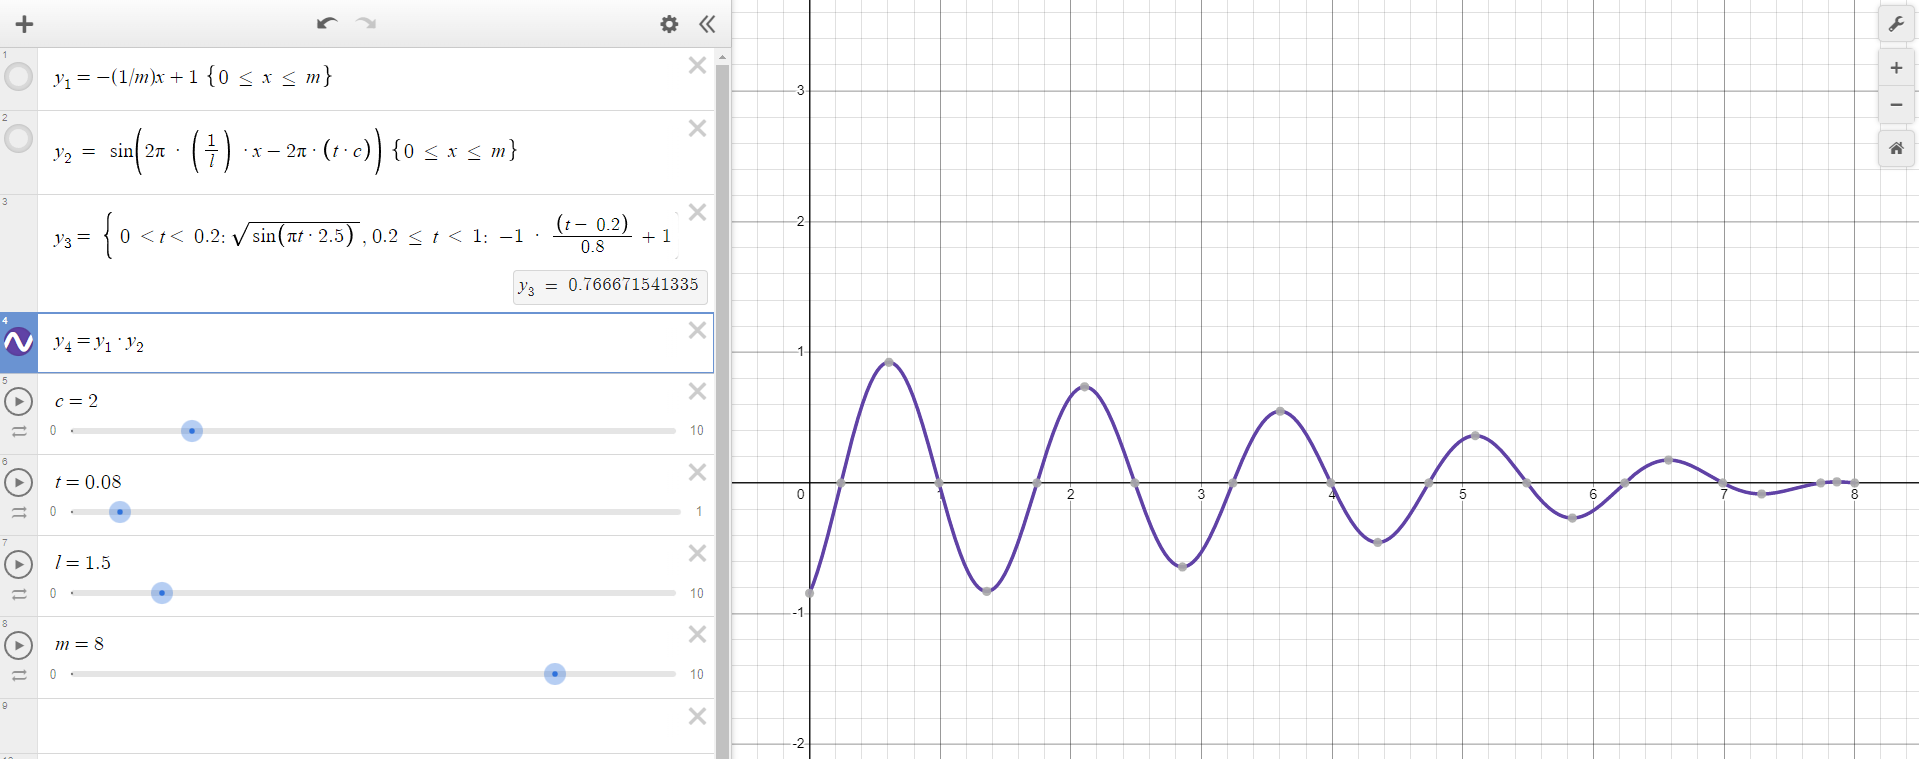 1
y₁ = −(1/m)x + 1 {0 ≤ x ≤ m}
2
y₂ = sin(2π · (1/l) · x − 2π · (t · c)) {0 ≤ x ≤ m}
3
y₃ = {0 < t < 0.2: √sin(πt · 2.5) , 0.2 ≤ t < 1: −1 · (t − 0.2)/0.8 + 1
y₃ = 0.766671541335
4
y₄ = y₁ · y₂
5
c = 2
0 10
6
t = 0.08
0 1
7
l = 1.5
0 10
8
m = 8
0 10
9
3
2
1
0 1 2 3 4 5 6 7 8
-1
-2